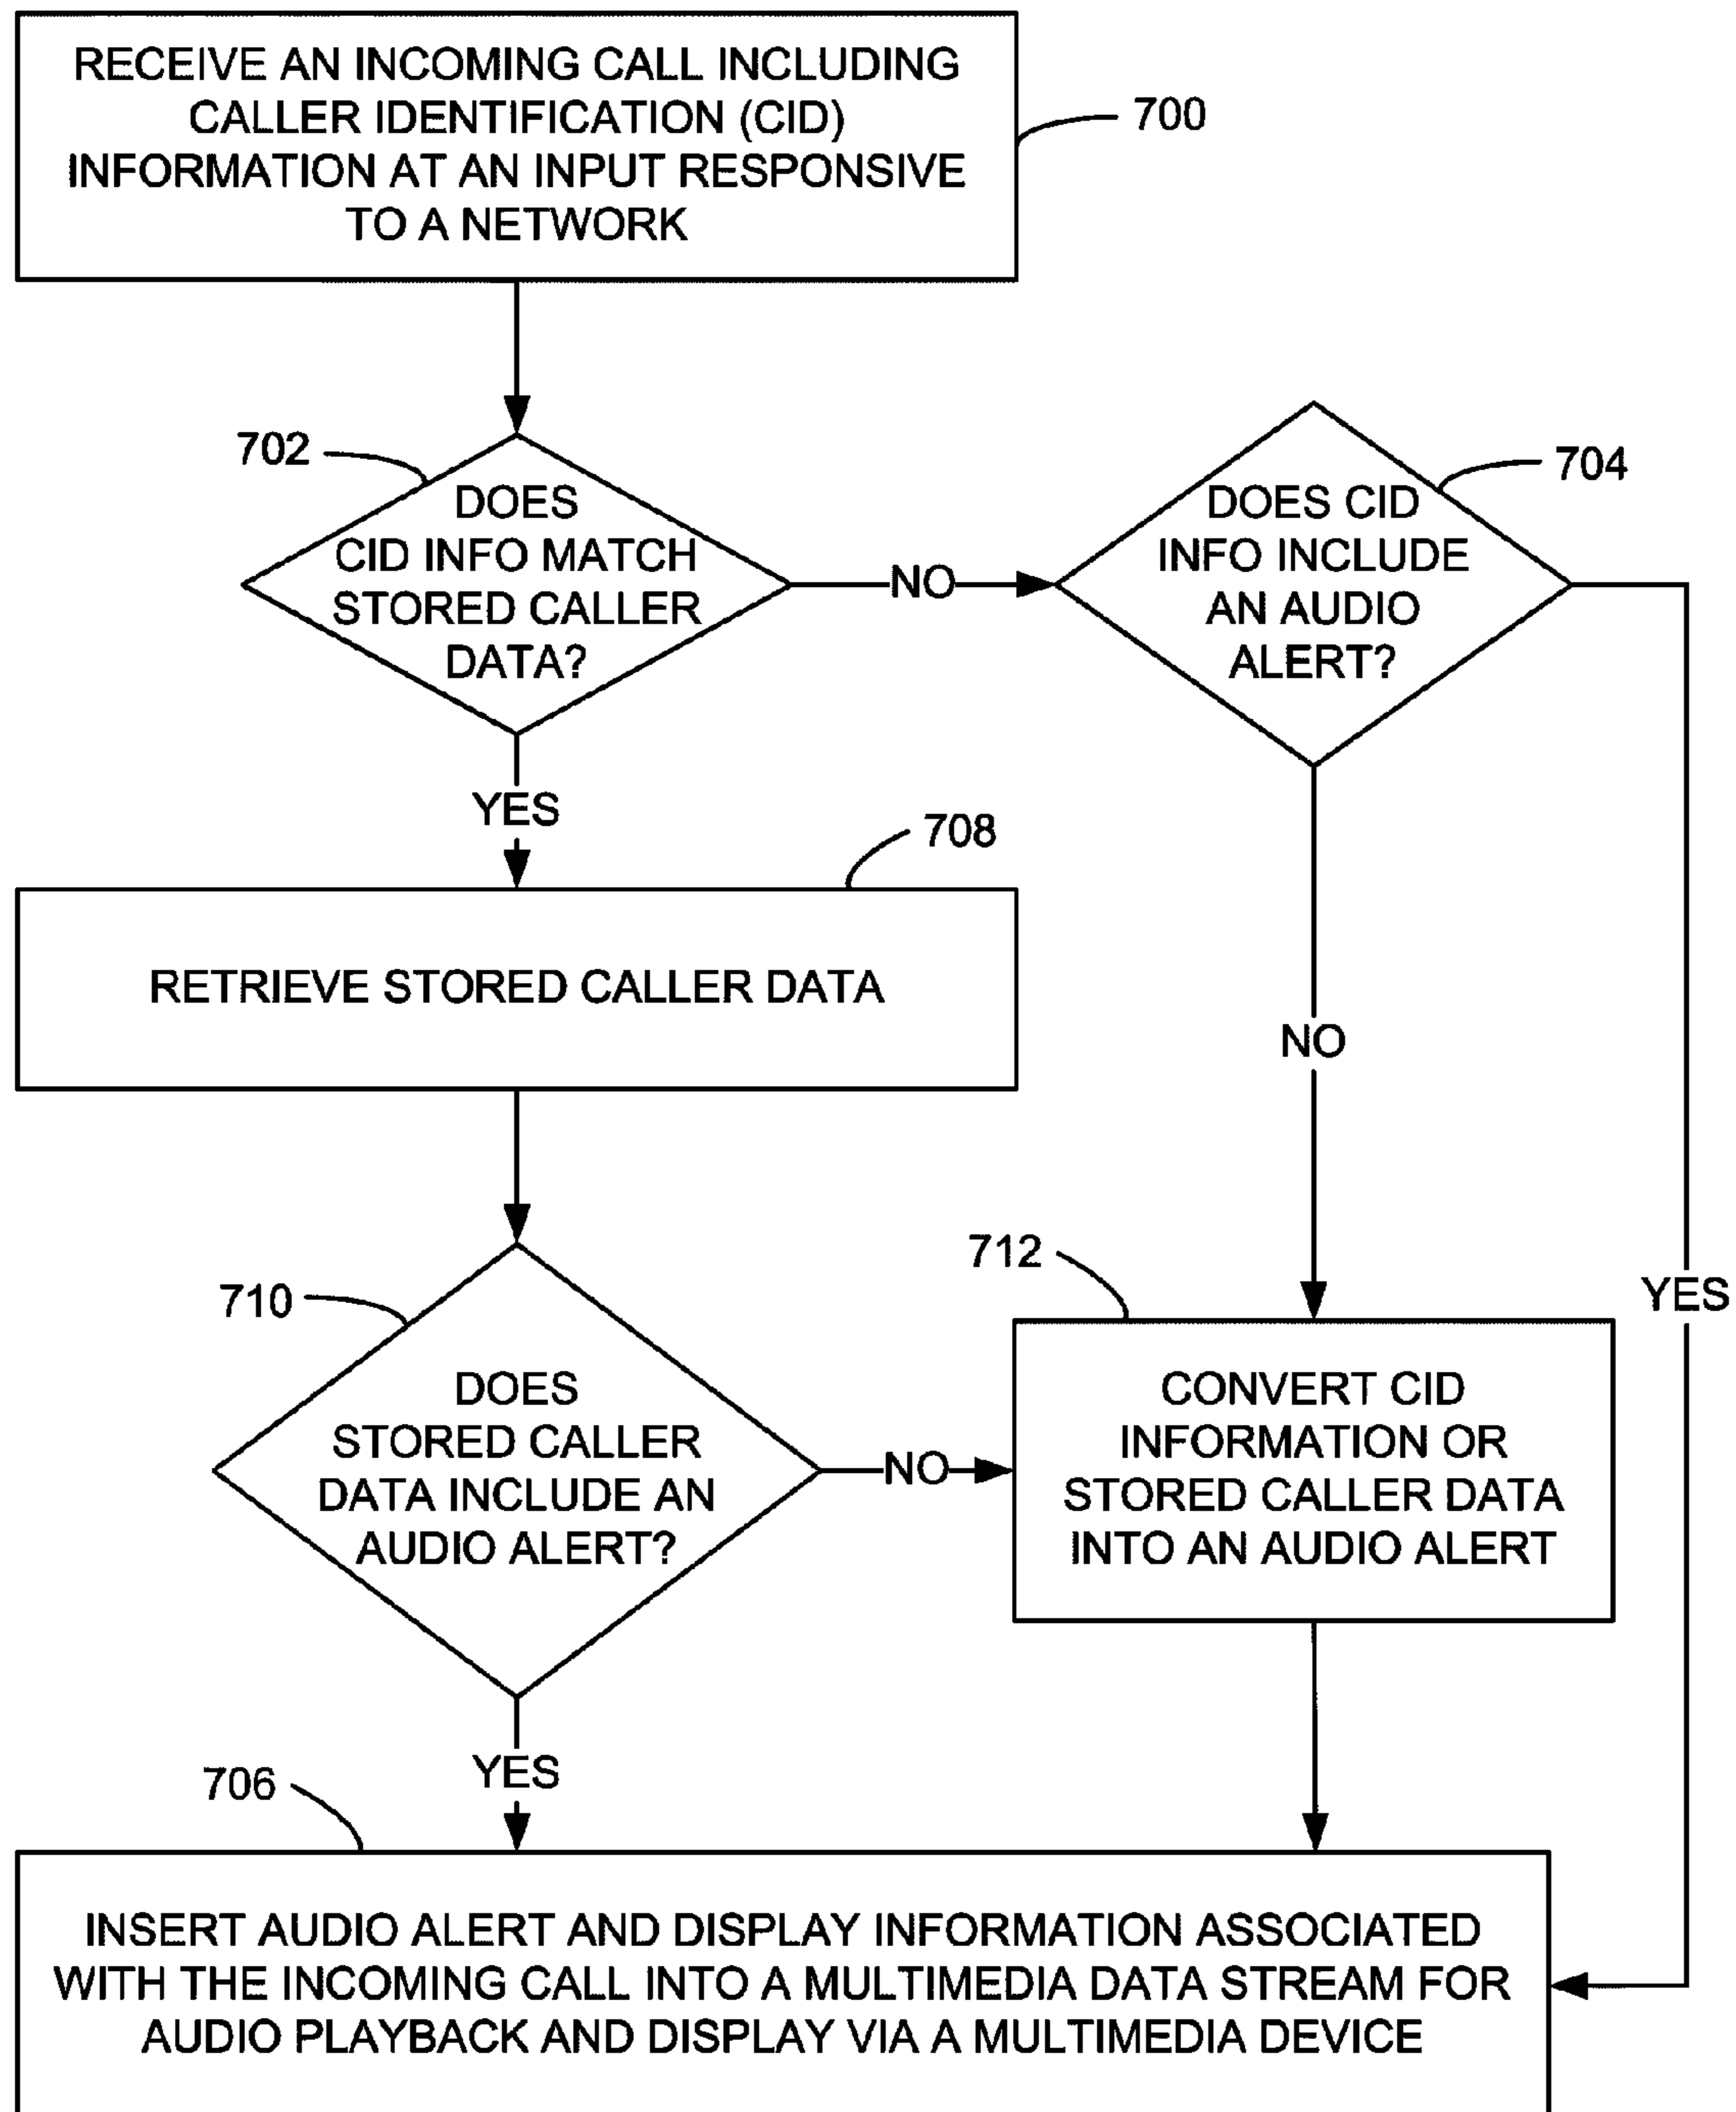 RECEIVE AN INCOMING CALL INCLUDING
CALLER IDENTIFICATION (CID)
INFORMATION AT AN INPUT RESPONSIVE
TO A NETWORK
700
702
DOES
CID INFO MATCH
STORED CALLER
DATA?
NO
704
DOES CID
INFO INCLUDE
AN AUDIO
ALERT?
YES
708
RETRIEVE STORED CALLER DATA
NO
YES
710
DOES
STORED CALLER
DATA INCLUDE AN
AUDIO ALERT?
NO
712
CONVERT CID
INFORMATION OR
STORED CALLER DATA
INTO AN AUDIO ALERT
YES
706
INSERT AUDIO ALERT AND DISPLAY INFORMATION ASSOCIATED
WITH THE INCOMING CALL INTO A MULTIMEDIA DATA STREAM FOR
AUDIO PLAYBACK AND DISPLAY VIA A MULTIMEDIA DEVICE